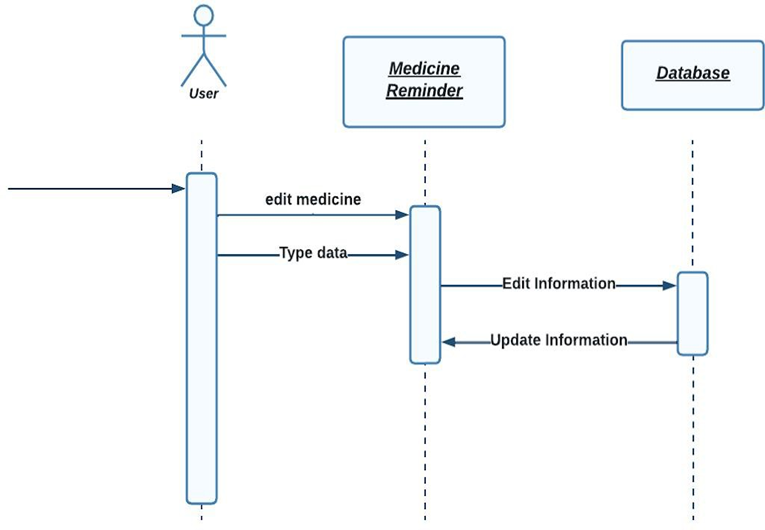 User
Medicine
Reminder
Database
edit medicine
Type data
Edit Information
Update Information